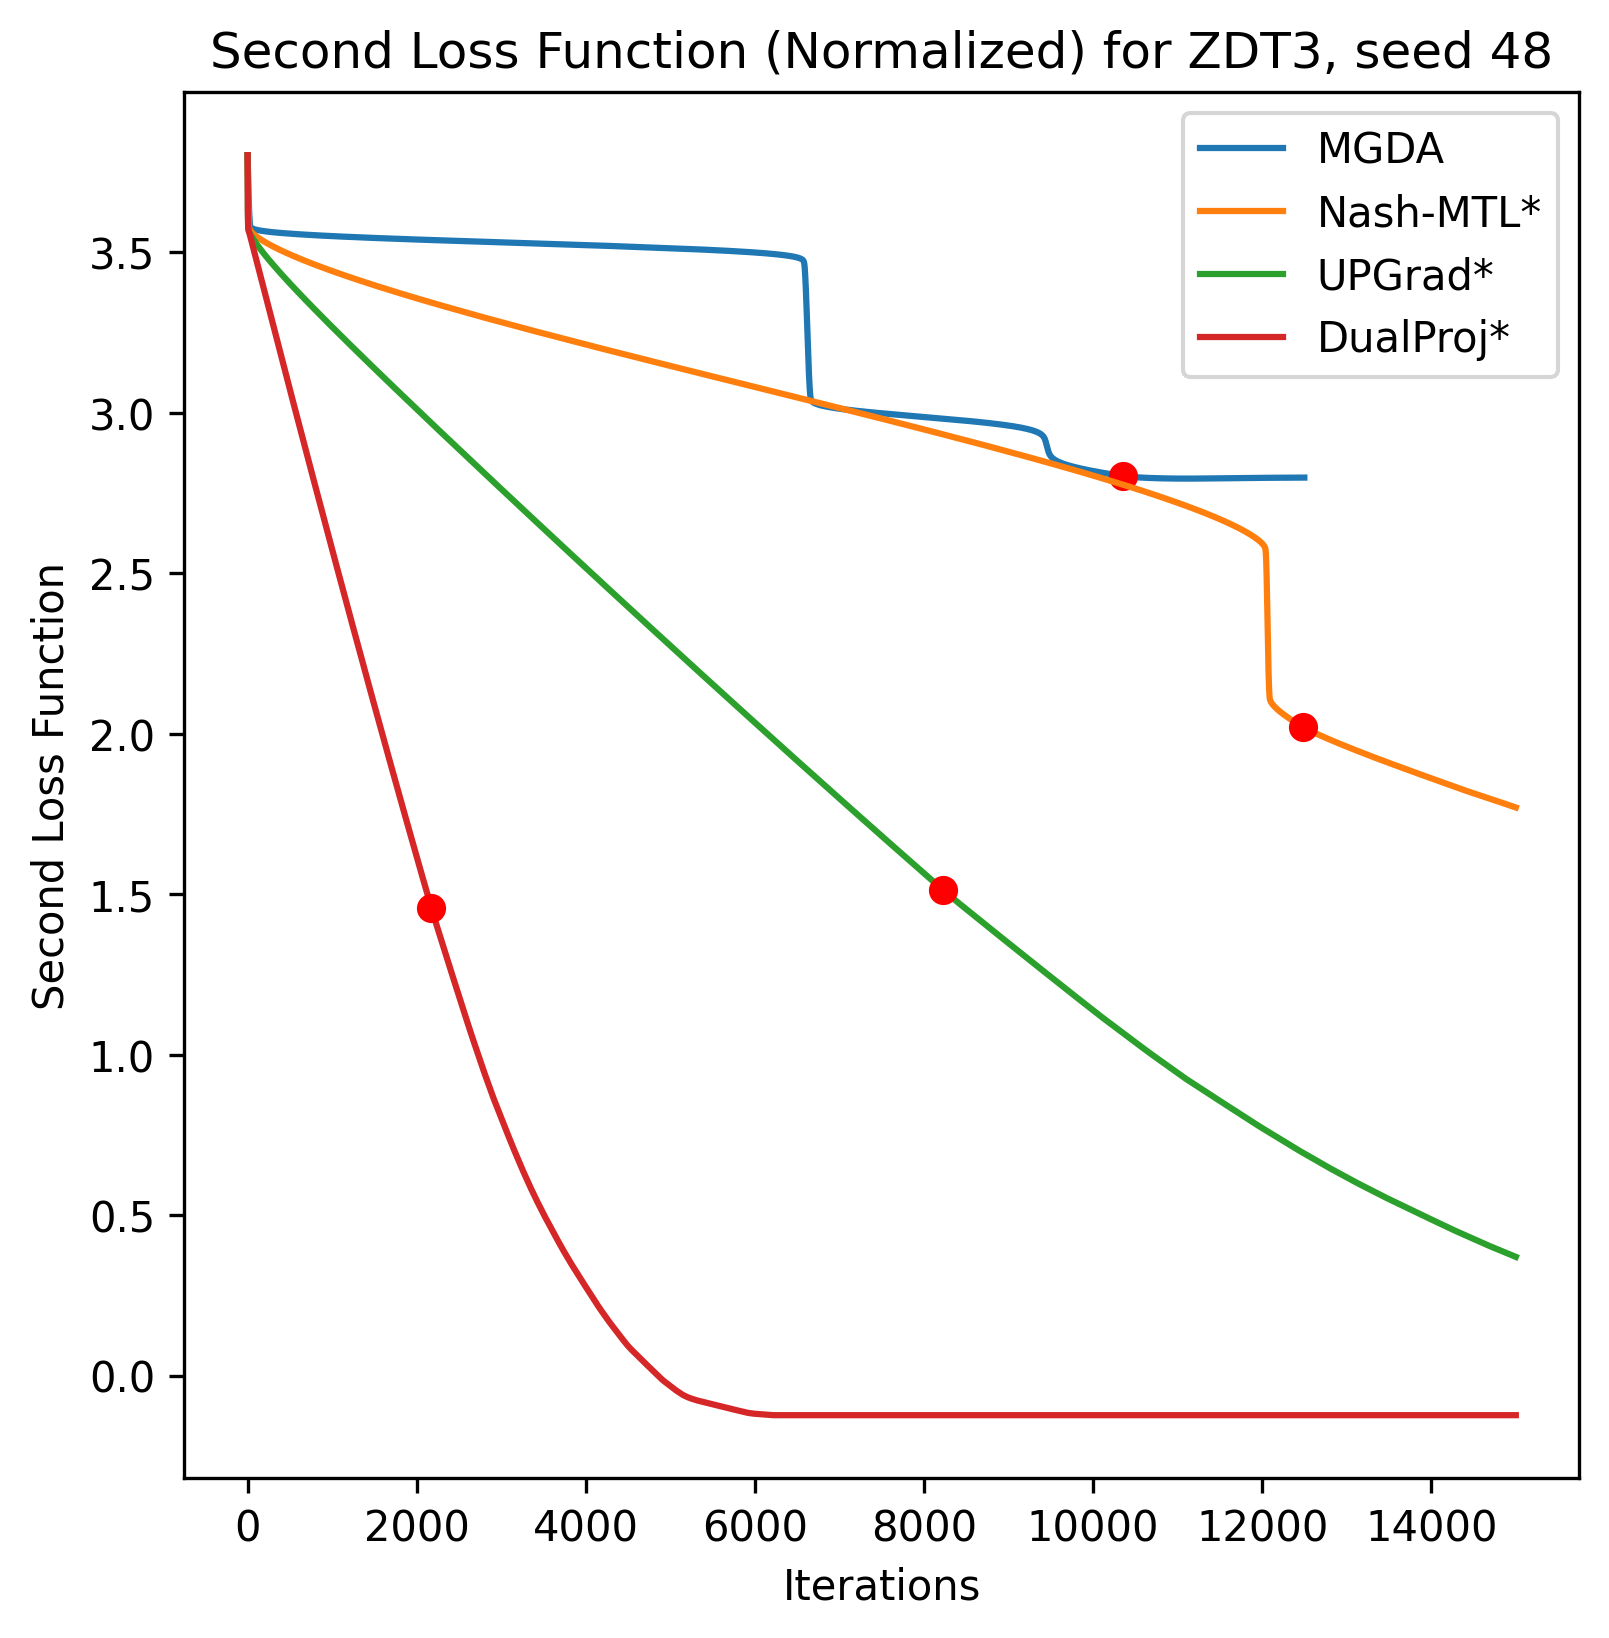 Second Loss Function (Normalized) for ZDT3, seed 48
MGDA
Nash-MTL*
UPGrad*
DualProj*
Second Loss Function
3.5
3.0
2.5
2.0
1.5
1.0
0.5
0.0
0 2000 4000 6000 8000 10000 12000 14000
Iterations